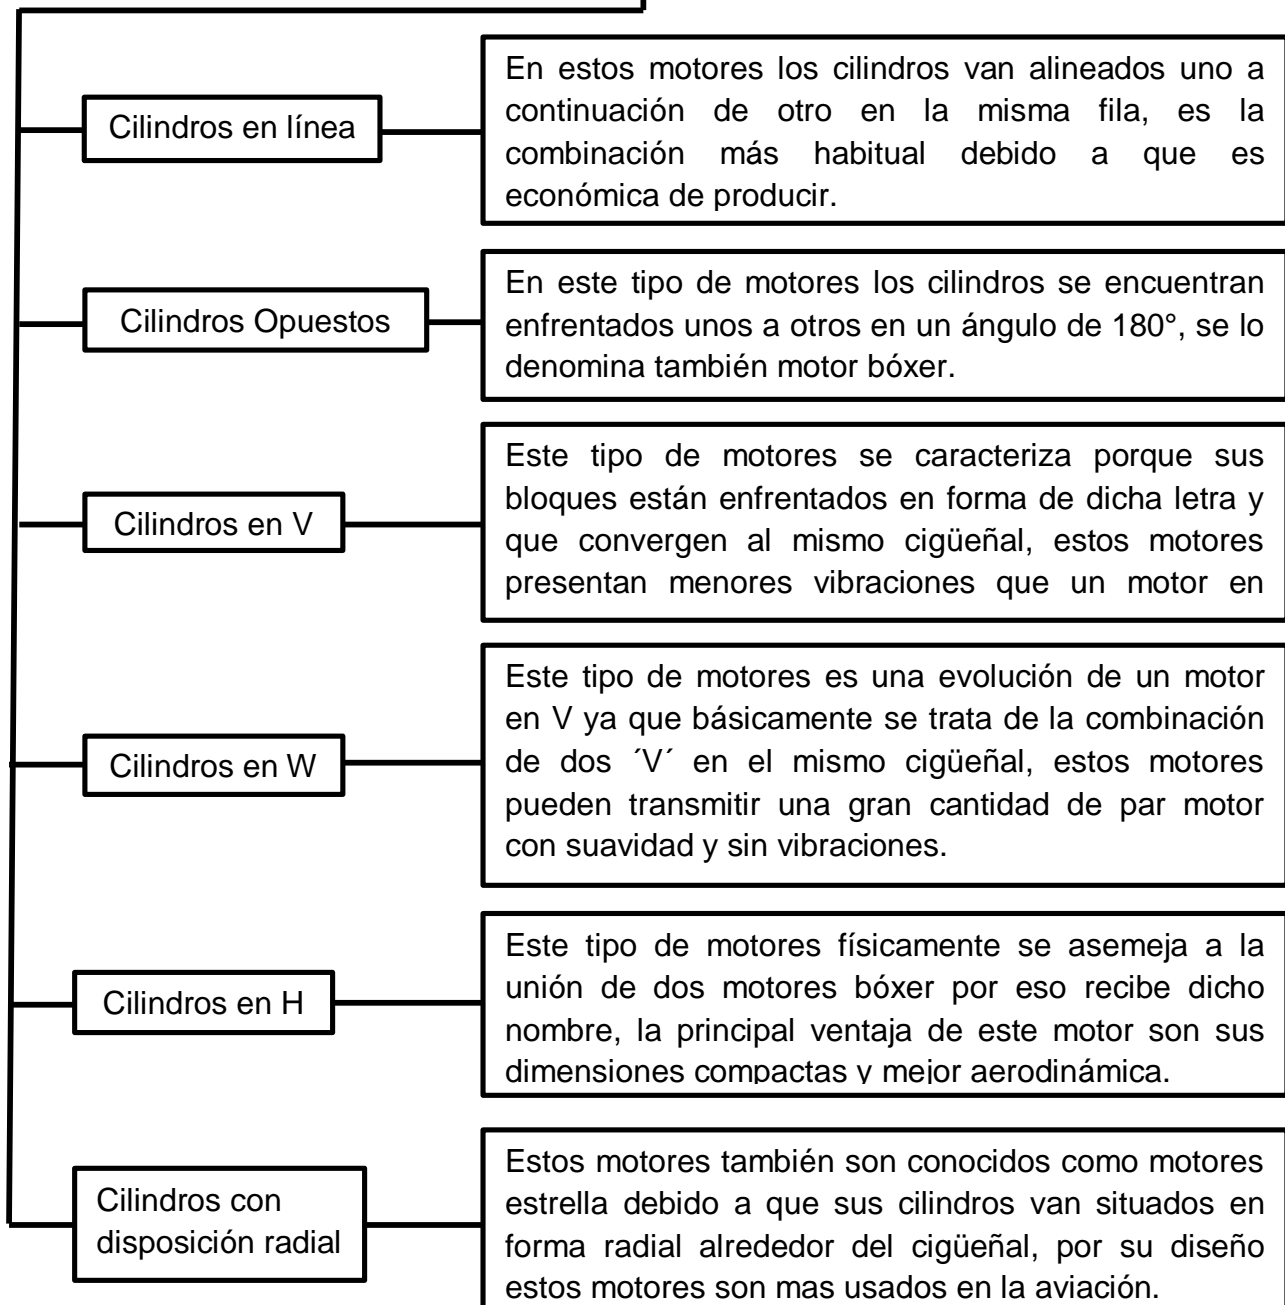 Cilindros en línea
En estos motores los cilindros van alineados uno a
continuación de otro en la misma fila, es la
combinación más habitual debido a que es
económica de producir.
Cilindros Opuestos
En este tipo de motores los cilindros se encuentran
enfrentados unos a otros en un ángulo de 180°, se lo
denomina también motor bóxer.
Cilindros en V
Este tipo de motores se caracteriza porque sus
bloques están enfrentados en forma de dicha letra y
que convergen al mismo cigüeñal, estos motores
presentan menores vibraciones que un motor en
Cilindros en W
Este tipo de motores es una evolución de un motor
en V ya que básicamente se trata de la combinación
de dos ´V´ en el mismo cigüeñal, estos motores
pueden transmitir una gran cantidad de par motor
con suavidad y sin vibraciones.
Cilindros en H
Este tipo de motores físicamente se asemeja a la
unión de dos motores bóxer por eso recibe dicho
nombre, la principal ventaja de este motor son sus
dimensiones compactas y mejor aerodinámica.
Cilindros con
disposición radial
Estos motores también son conocidos como motores
estrella debido a que sus cilindros van situados en
forma radial alrededor del cigüeñal, por su diseño
estos motores son mas usados en la aviación.